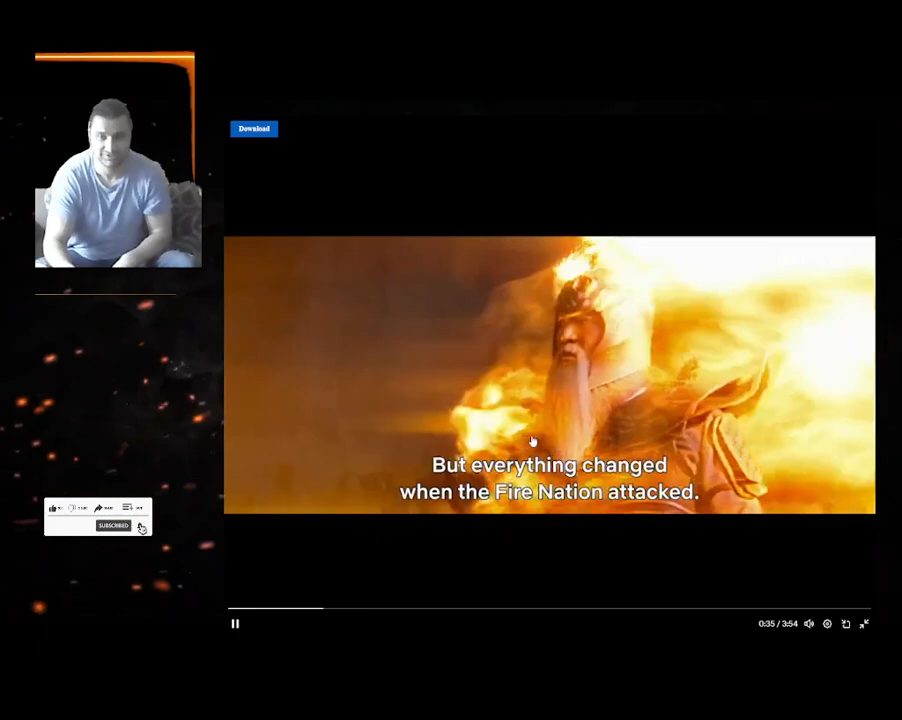 Download
But everything changed
when the Fire Nation attacked.
SUBSCRIBED
0:35 / 3:54